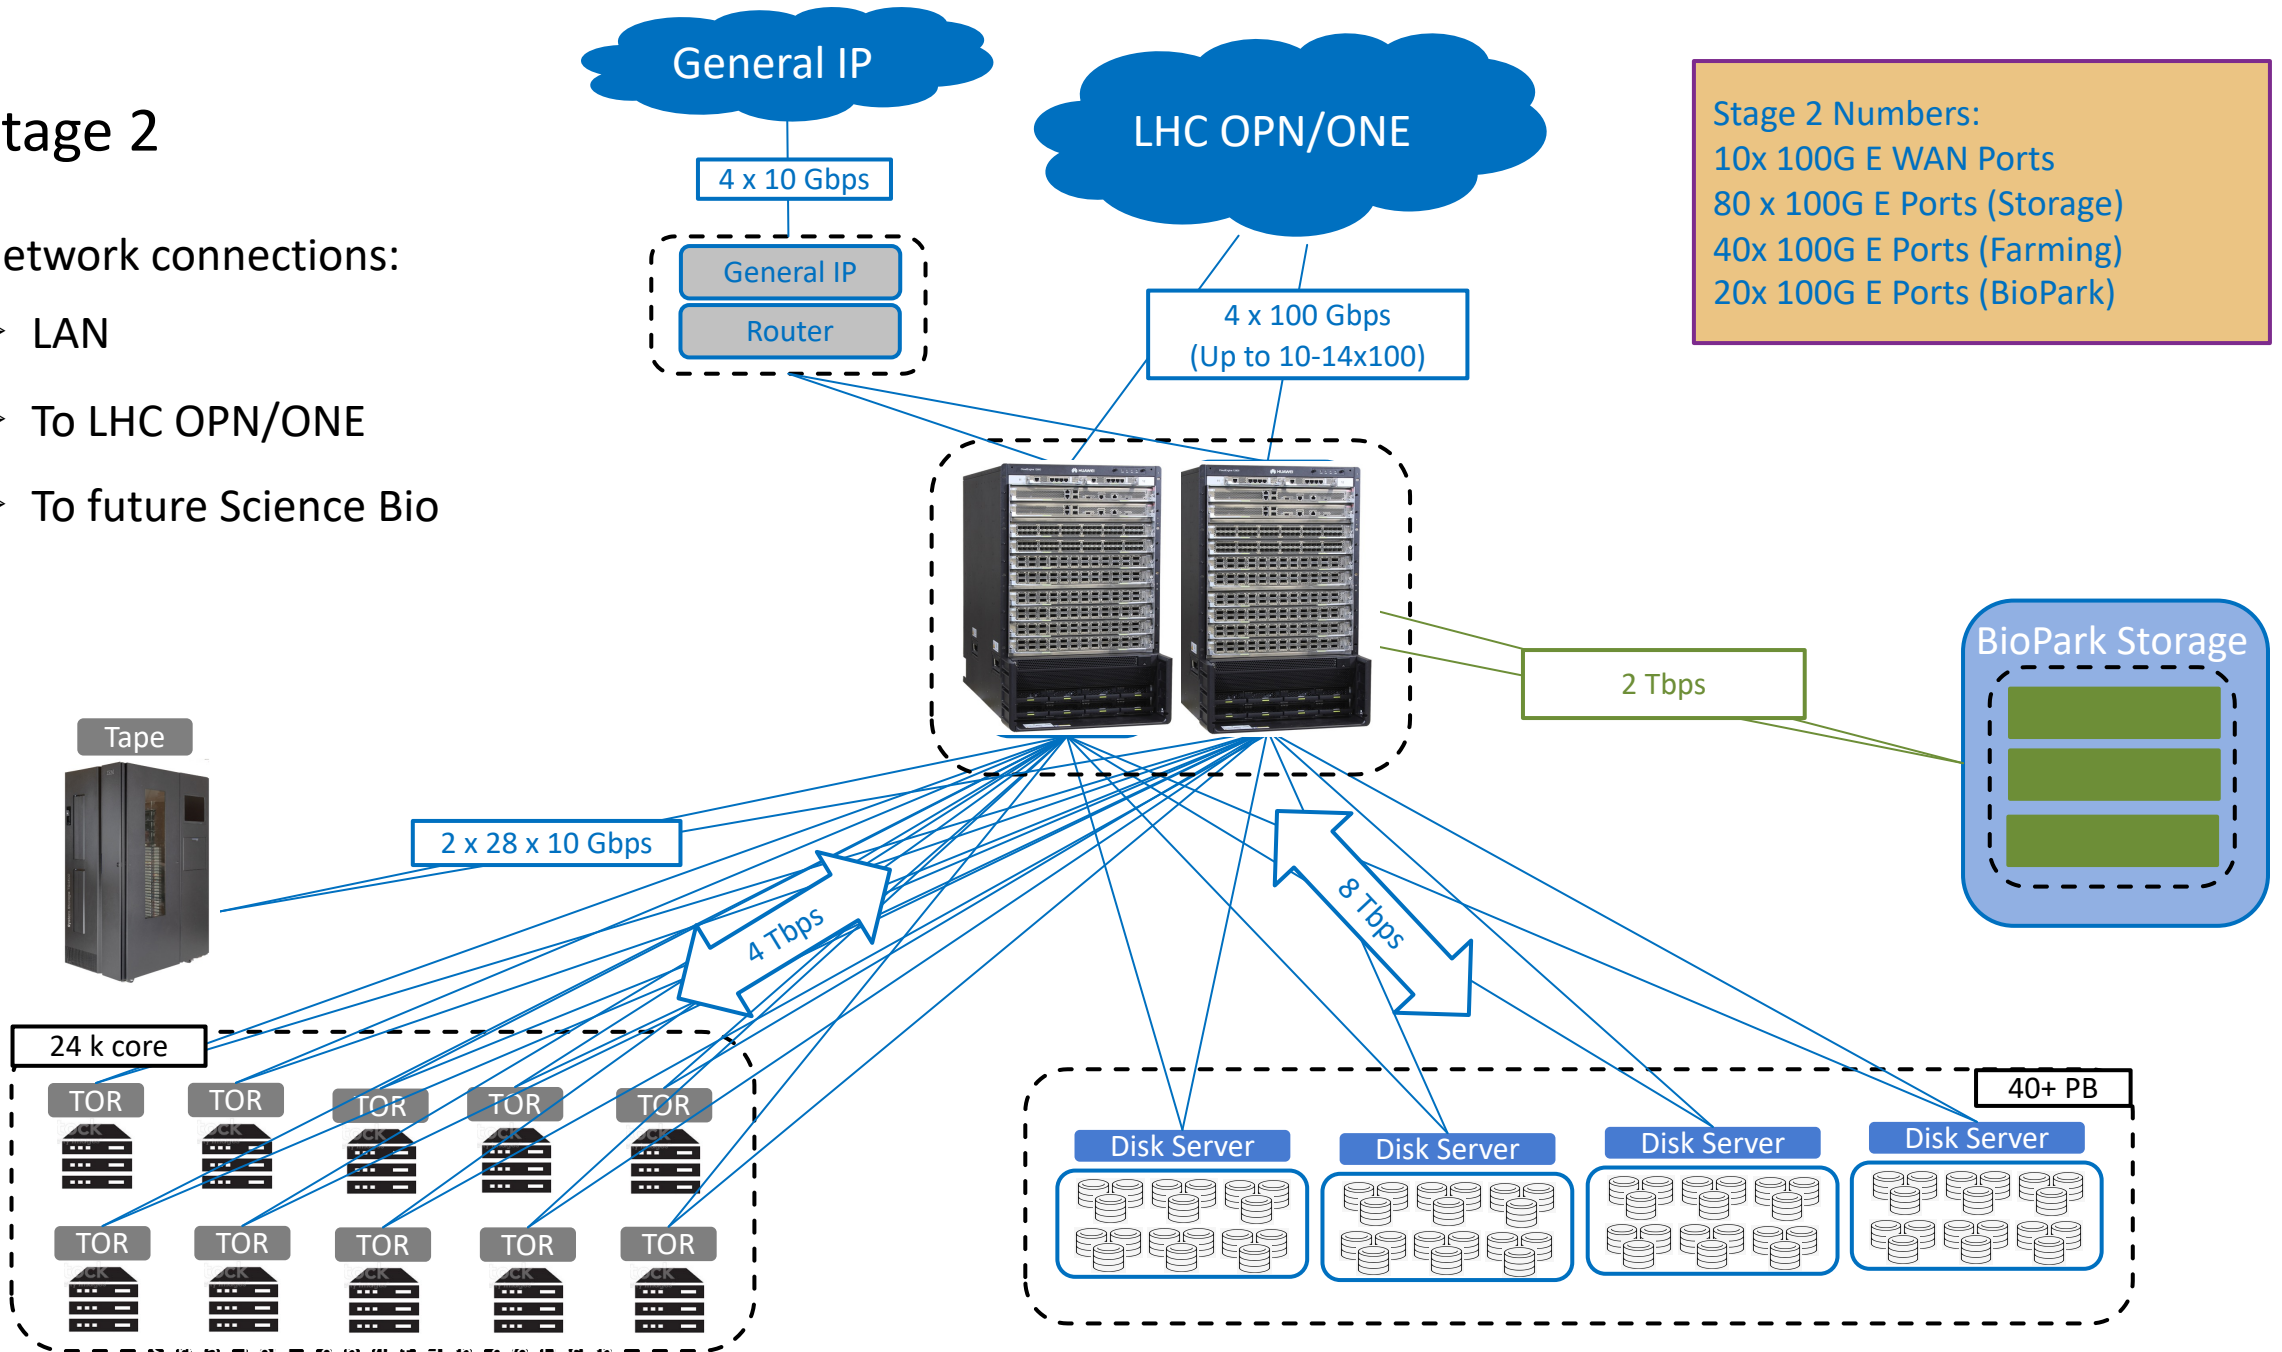 General IP
LHC OPN/ONE
tage 2
4 x 10 Gbps
Stage 2 Numbers:
10x 100G E WAN Ports
80 x 100G E Ports (Storage)
40x 100G E Ports (Farming)
20x 100G E Ports (BioPark)
etwork connections:
LAN
To LHC OPN/ONE
To future Science Bio
General IP
Router
4 x 100 Gbps
(Up to 10-14x100)
HUAWEI
HUAWEI
BioPark Storage
2 Tbps
Tape
2 x 28 x 10 Gbps
4 Tbps
8 Tbps
24 k core
TOR
TOR
TOR
TOR
TOR
TOR
TOR
TOR
TOR
TOR
40+ PB
Disk Server
Disk Server
Disk Server
Disk Server